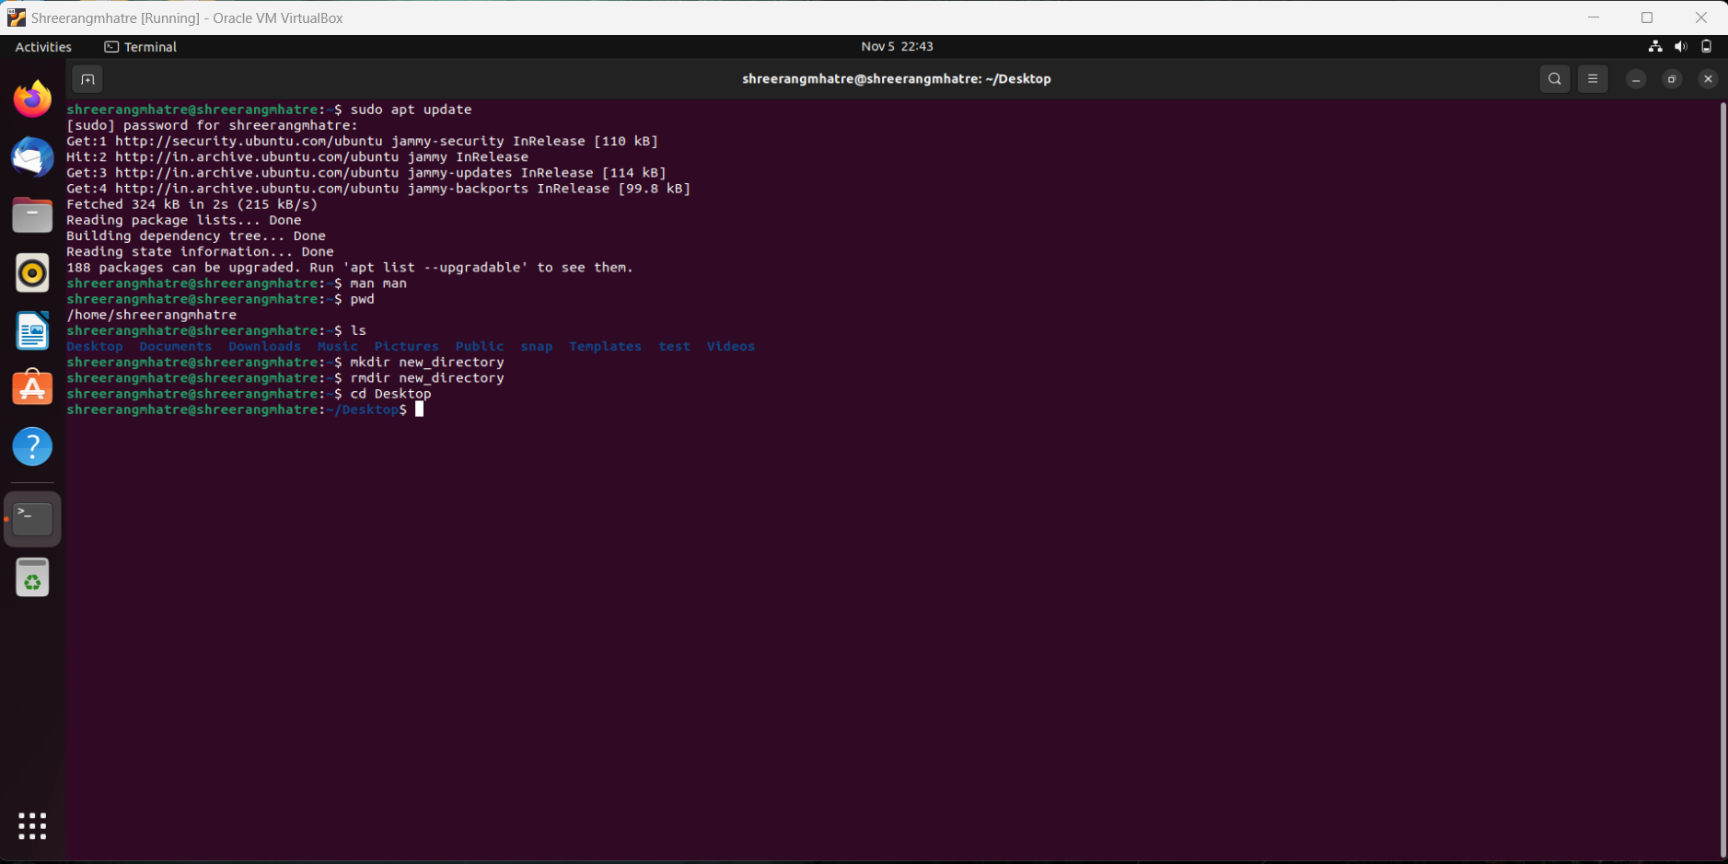 Shreerangmhatre [Running] - Oracle VM VirtualBox
Activities Terminal Nov 5 22:43
shreerangmhatre@shreerangmhatre: ~/Desktop
shreerangmhatre@shreerangmhatre:~$ sudo apt update
[sudo] password for shreerangmhatre:
Get:1 http://security.ubuntu.com/ubuntu jammy-security InRelease [110 kB]
Hit:2 http://in.archive.ubuntu.com/ubuntu jammy InRelease
Get:3 http://in.archive.ubuntu.com/ubuntu jammy-updates InRelease [114 kB]
Get:4 http://in.archive.ubuntu.com/ubuntu jammy-backports InRelease [99.8 kB]
Fetched 324 kB in 2s (215 kB/s)
Reading package lists... Done
Building dependency tree... Done
Reading state information... Done
188 packages can be upgraded. Run 'apt list --upgradable' to see them.
shreerangmhatre@shreerangmhatre:~$ man man
shreerangmhatre@shreerangmhatre:~$ pwd
/home/shreerangmhatre
shreerangmhatre@shreerangmhatre:~$ ls
Desktop Documents Downloads Music Pictures Public snap Templates test Videos
shreerangmhatre@shreerangmhatre:~$ mkdir new_directory
shreerangmhatre@shreerangmhatre:~$ rmdir new_directory
shreerangmhatre@shreerangmhatre:~$ cd Desktop
shreerangmhatre@shreerangmhatre:~/Desktop$